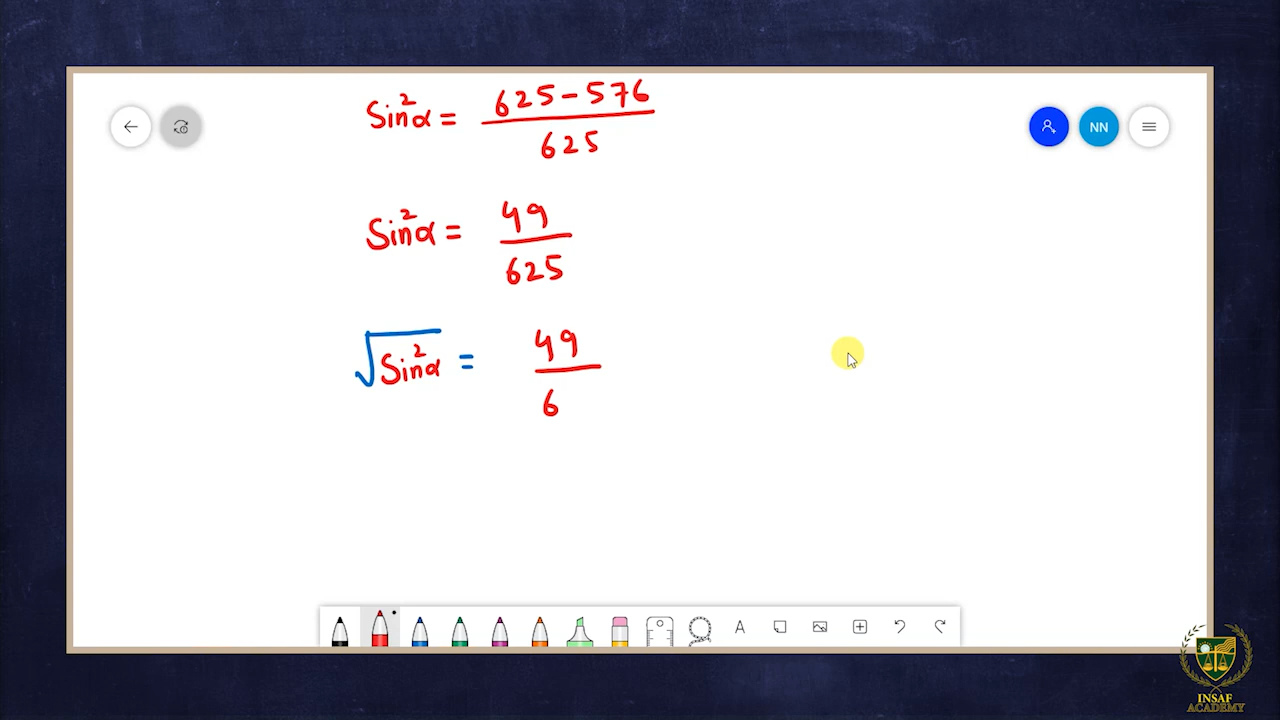 Sin²α = 625-576/625
NN
Sin²α = 49/625
√Sin²α = 49/6
A
INSAF
ACADEMY